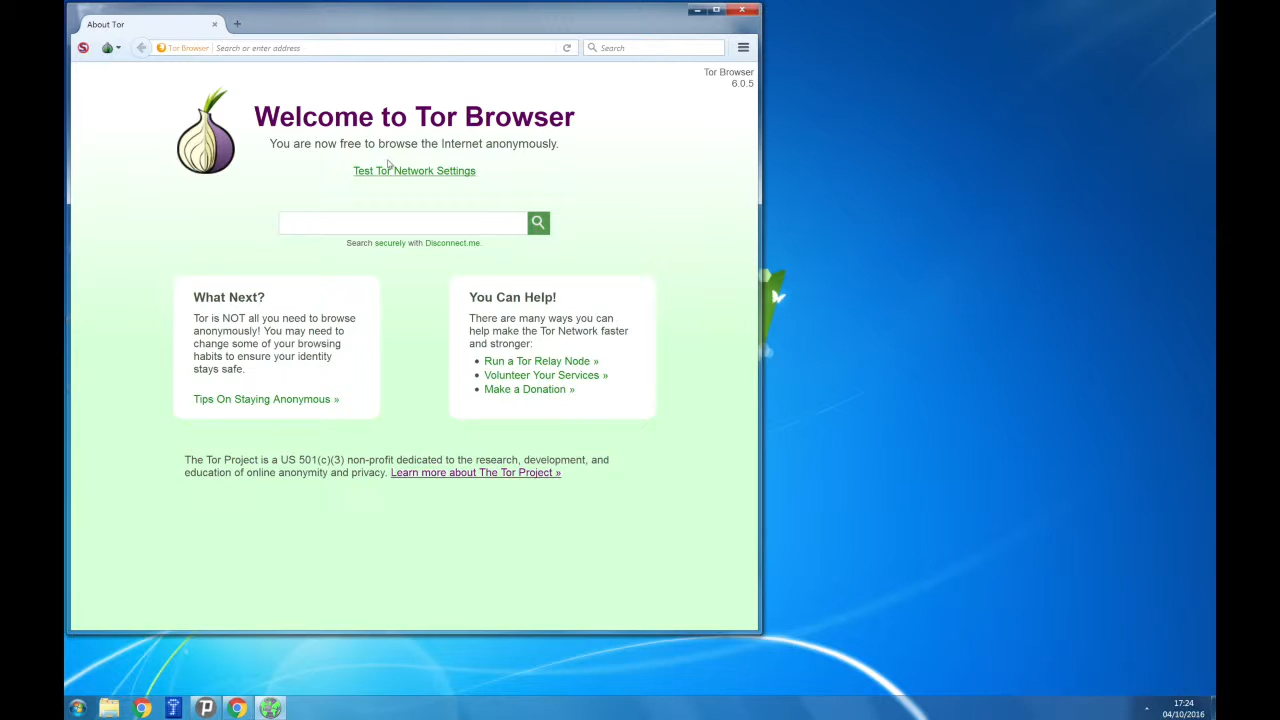 About Tor
Tor Browser
Search or enter address
Search
Tor Browser
6.0.5
Welcome to Tor Browser
You are now free to browse the Internet anonymously.
Test Tor Network Settings
Search securely with Disconnect.me.
What Next?
Tor is NOT all you need to browse
anonymously! You may need to
change some of your browsing
habits to ensure your identity
stays safe.
Tips On Staying Anonymous »
You Can Help!
There are many ways you can
help make the Tor Network faster
and stronger:
Run a Tor Relay Node »
Volunteer Your Services »
Make a Donation »
The Tor Project is a US 501(c)(3) non-profit dedicated to the research, development, and
education of online anonymity and privacy. Learn more about The Tor Project »
17:24
04/10/2016